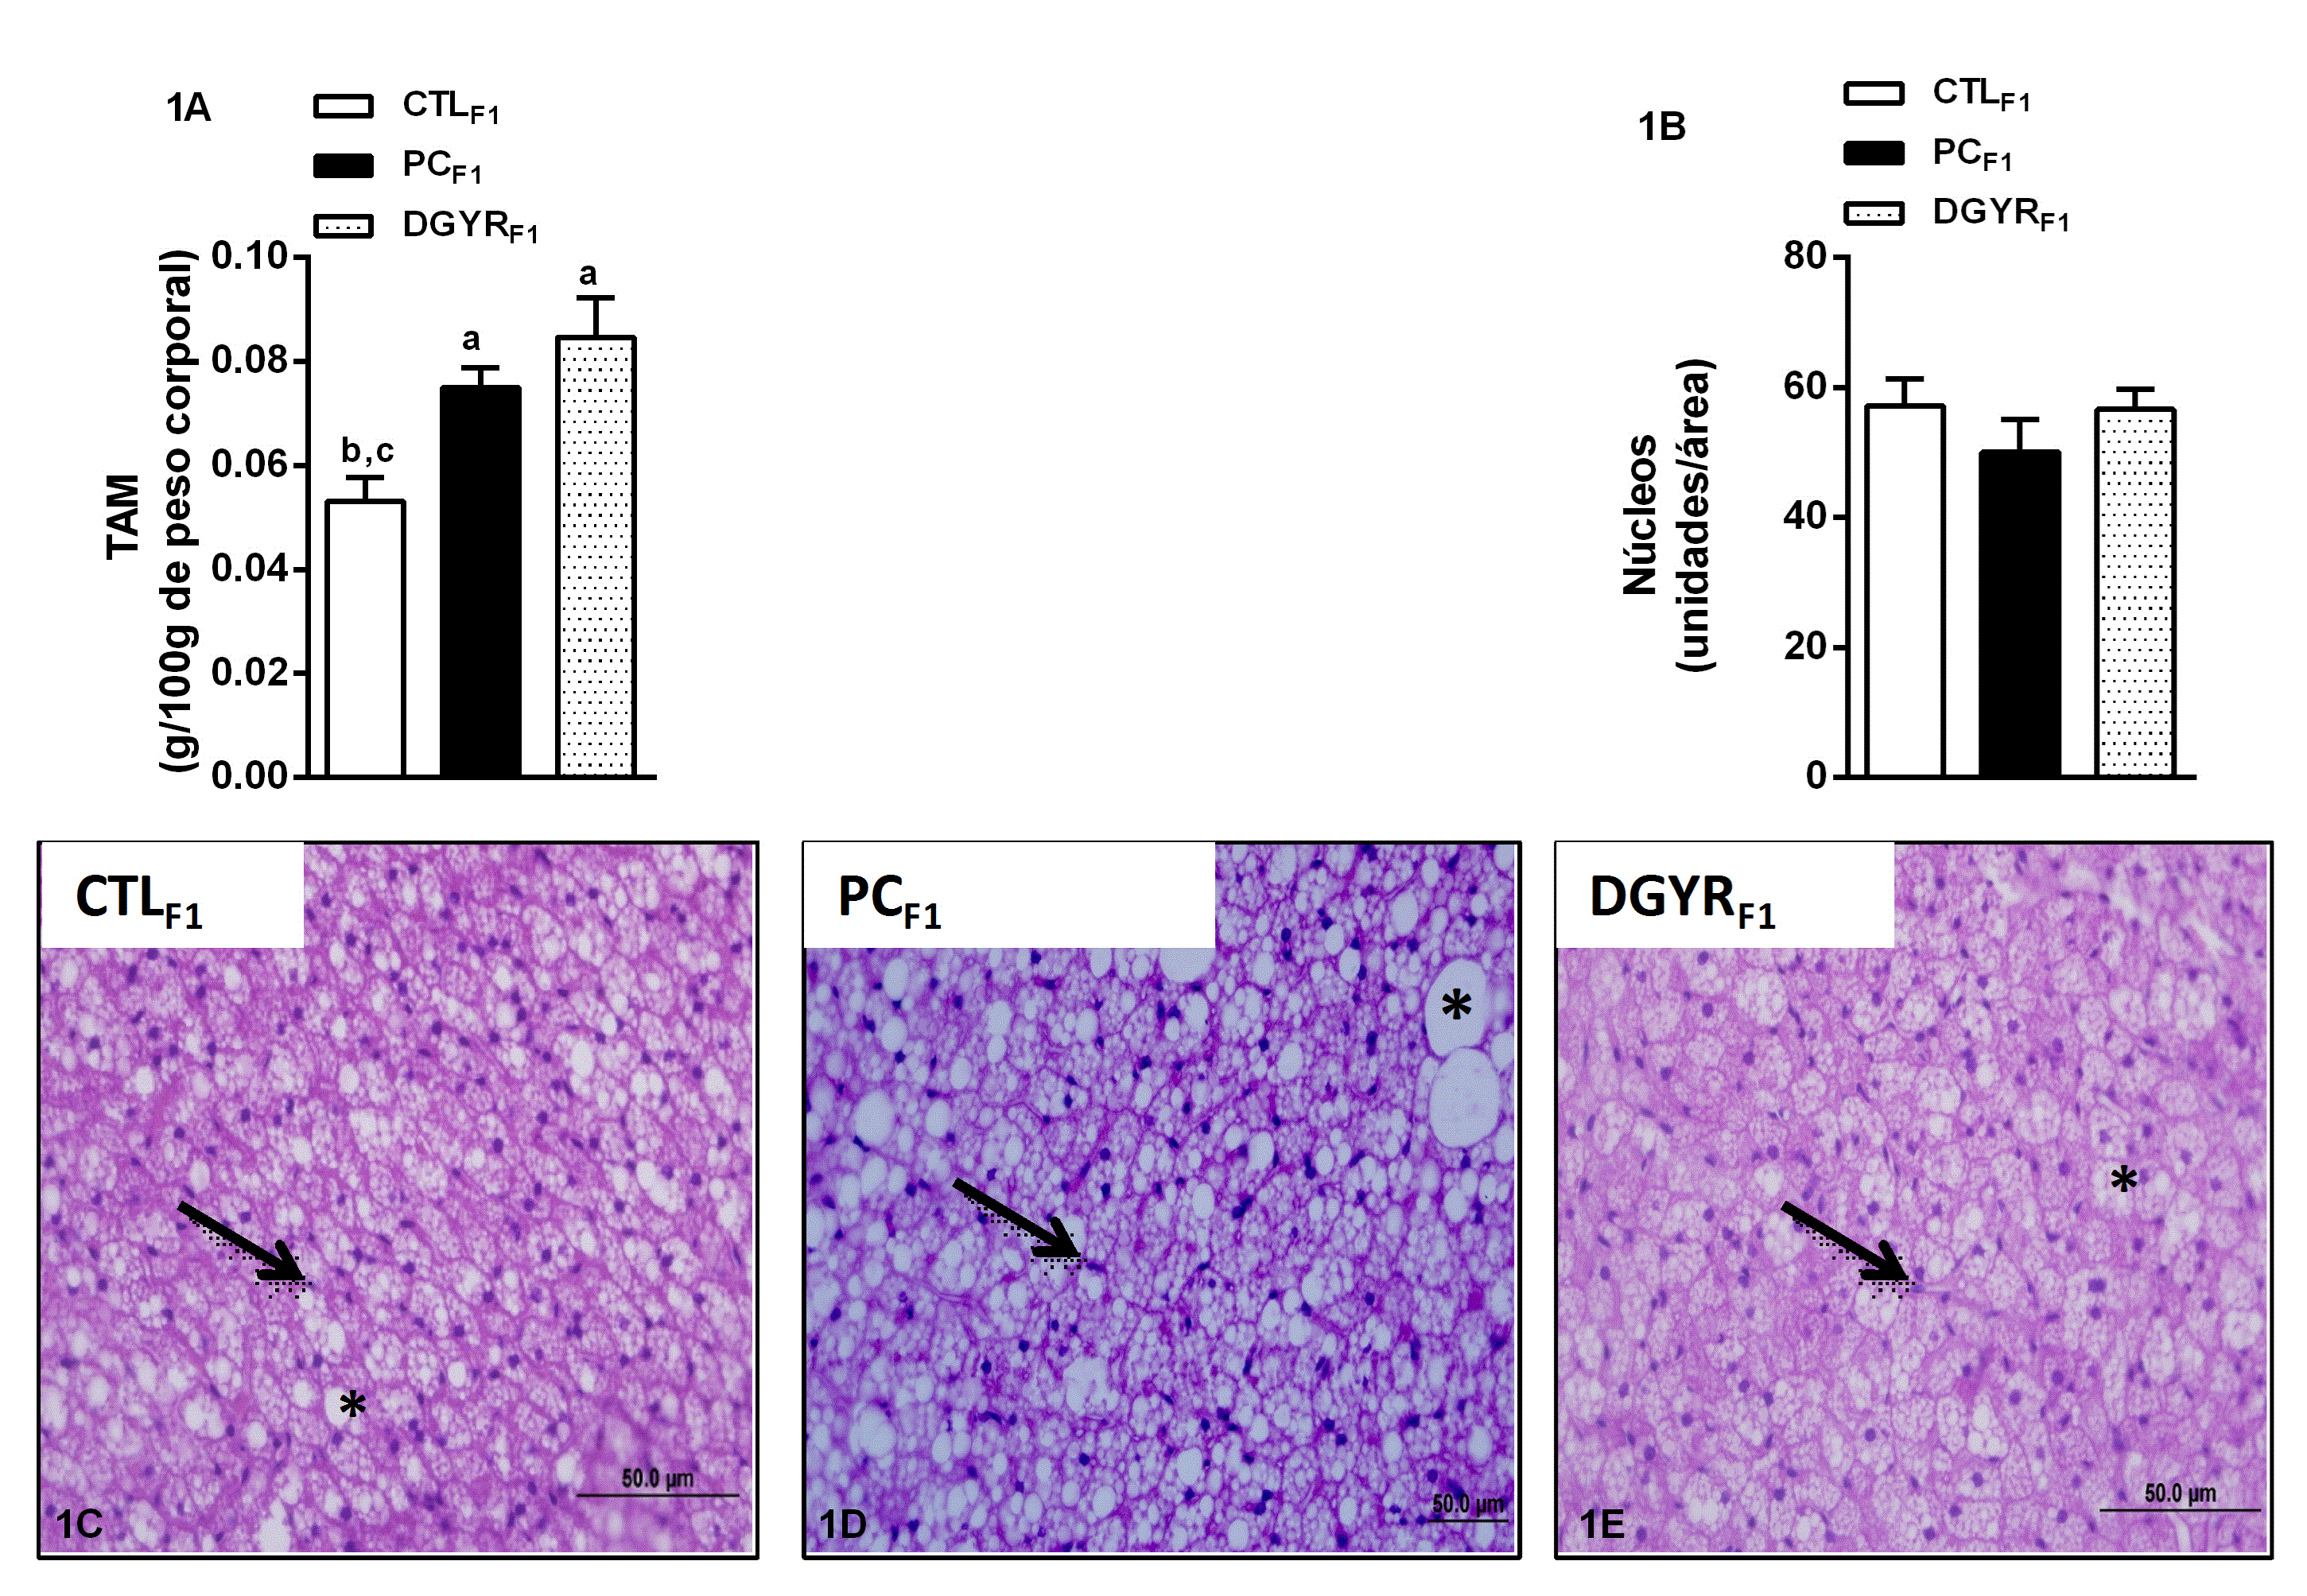 1A
CTLF1
PCF1
DGYRF1
TAM
(g/100g de peso corporal)
0.10
0.08
0.06
0.04
0.02
0.00
b,c
a
a
1B
CTLF1
PCF1
DGYRF1
Núcleos
(unidades/área)
80
60
40
20
0
CTLF1
*
50.0 µm
1C
PCF1
*
50.0 µm
1D
DGYRF1
*
50.0 µm
1E